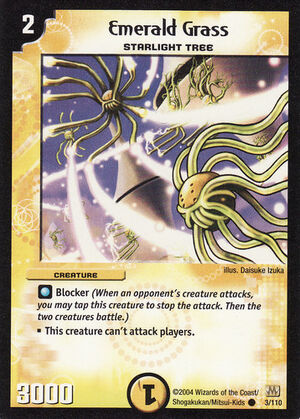 2
Emerald Grass
STARLIGHT TREE
illus. Daisuke Izuka
CREATURE
Blocker (When an opponent's creature attacks,
you may tap this creature to stop the attack. Then the
two creatures battle.)
▪ This creature can't attack players.
3000
1
©2004 Wizards of the Coast/
Shogakukan/Mitsui-Kids ● 3/110